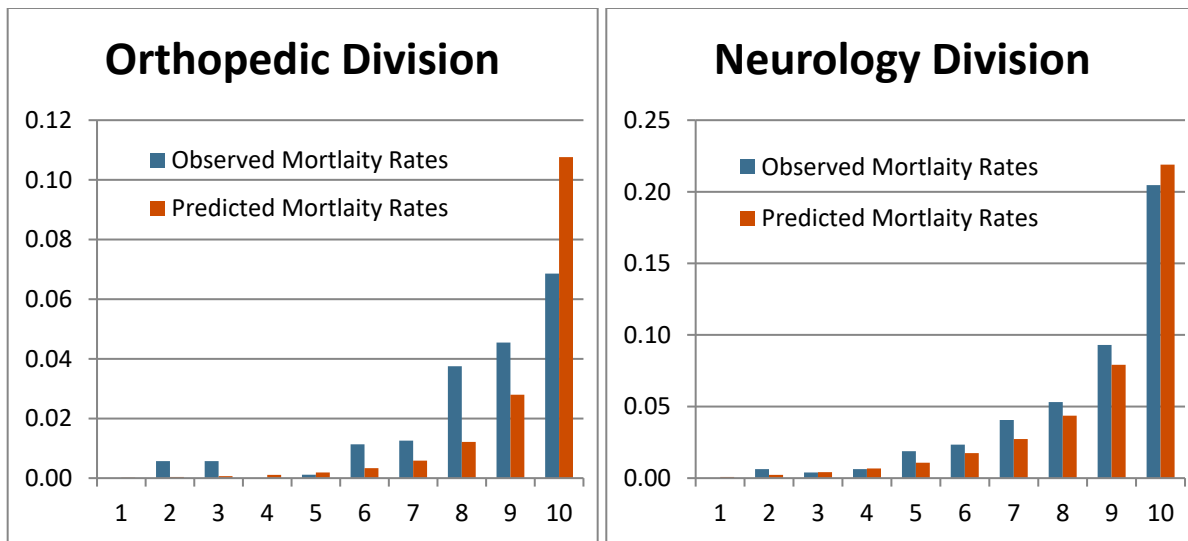 Orthopedic Division
0.12
0.10
0.08
0.06
0.04
0.02
0.00
Observed Mortlaity Rates
Predicted Mortlaity Rates
1 2 3 4 5 6 7 8 9 10
Neurology Division
0.25
0.20
0.15
0.10
0.05
0.00
Observed Mortlaity Rates
Predicted Mortlaity Rates
1 2 3 4 5 6 7 8 9 10